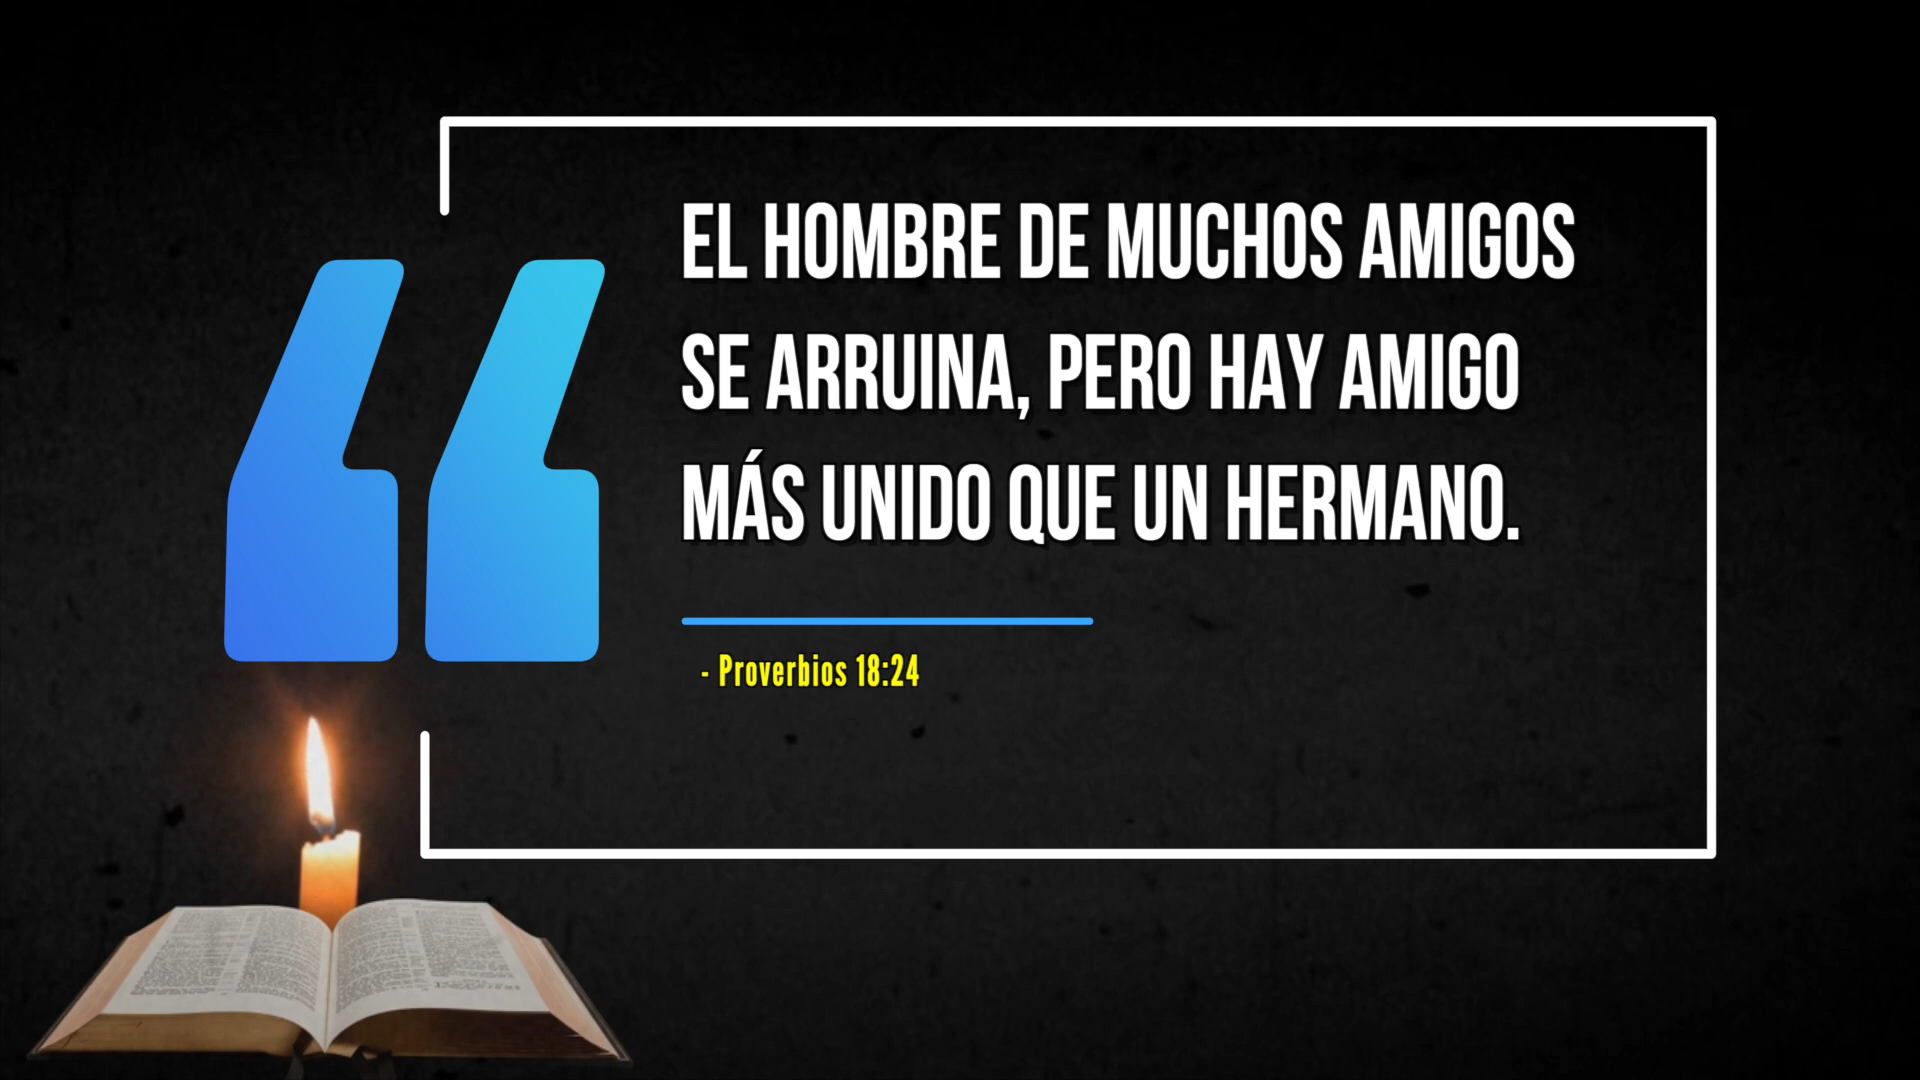 EL HOMBRE DE MUCHOS AMIGOS
SE ARRUINA, PERO HAY AMIGO
MÁS UNIDO QUE UN HERMANO.
- Proverbios 18:24